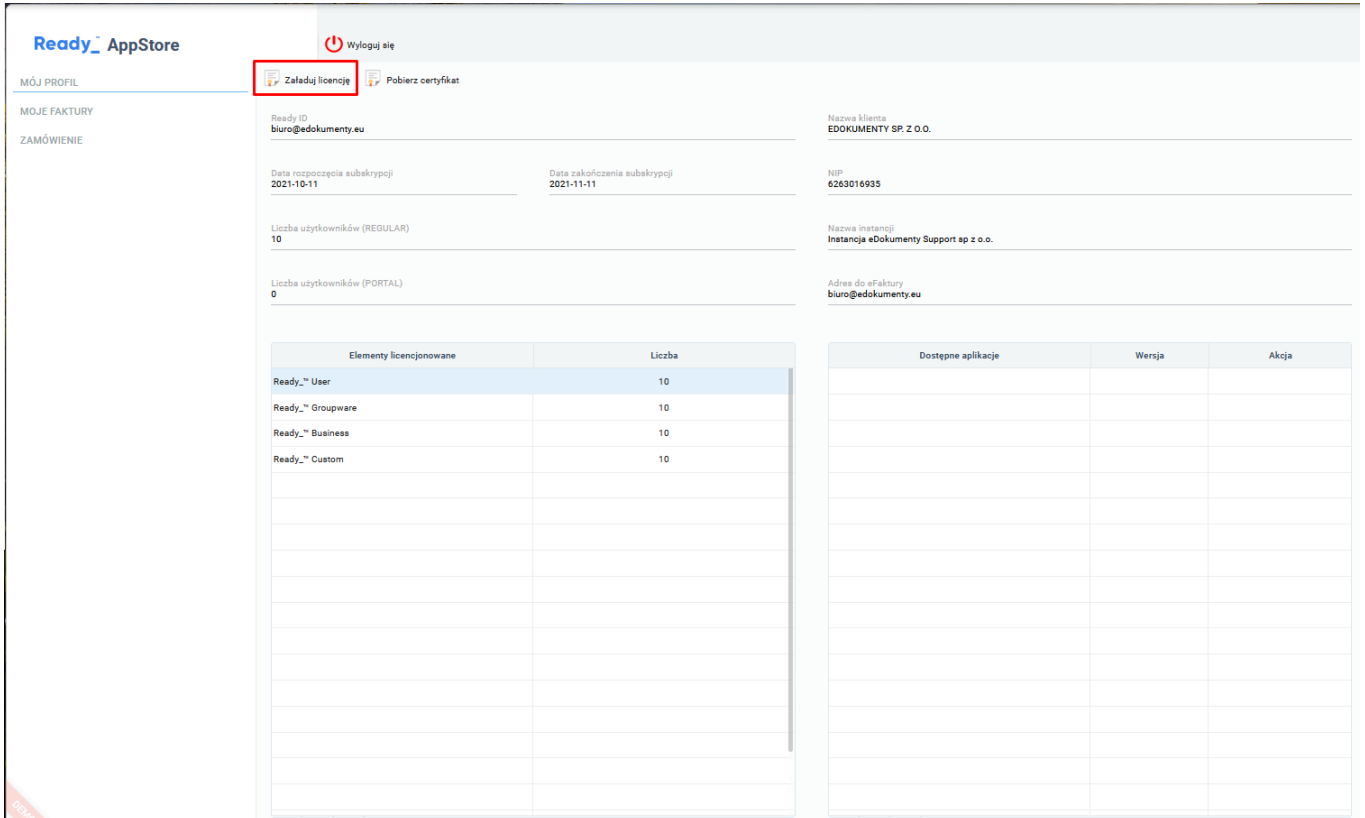 Ready_™ AppStore
Wyloguj się
MÓJ PROFIL
MOJE FAKTURY
ZAMÓWIENIE
Załaduj licencję
Pobierz certyfikat
Ready ID
biuro@edokumenty.eu
Nazwa klienta
EDOKUMENTY SP. Z O.O.
Data rozpoczęcia subskrypcji
2021-10-11
Data zakończenia subskrypcji
2021-11-11
NIP
6263016935
Liczba użytkowników (REGULAR)
10
Nazwa instancji
Instancja eDokumenty Support sp z o.o.
Liczba użytkowników (PORTAL)
0
Adres do eFaktury
biuro@edokumenty.eu
Elementy licencjonowane Liczba
Ready_™ User 10
Ready_™ Groupware 10
Ready_™ Business 10
Ready_™ Custom 10
Dostępne aplikacje Wersja Akcja